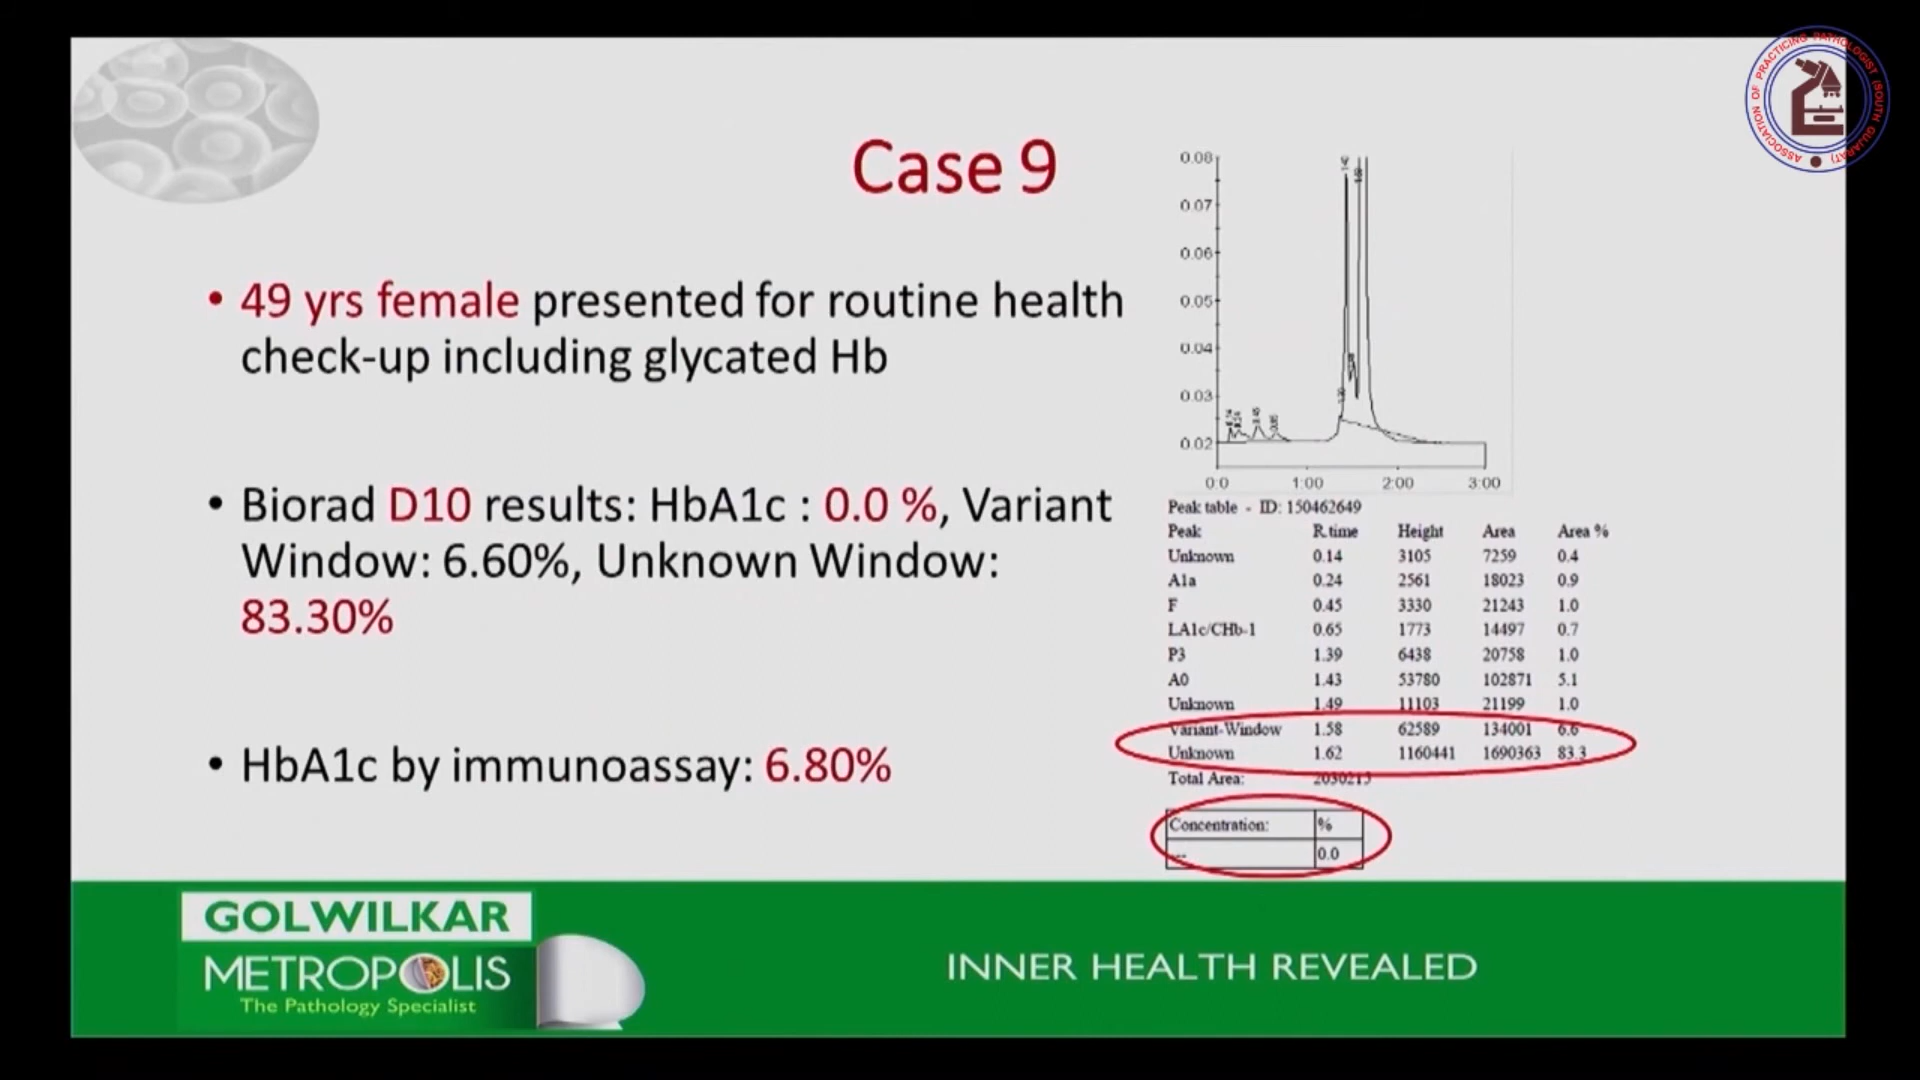 ASSOCIATION OF PRACTICING PATHOLOGIST (SOUTH GUJARAT)
Case 9
• 49 yrs female presented for routine health
check-up including glycated Hb
• Biorad D10 results: HbA1c : 0.0 %, Variant
Window: 6.60%, Unknown Window:
83.30%
• HbA1c by immunoassay: 6.80%
0.08
0.07
0.06
0.05
0.04
0.03
0.02
0:0 1:00 2:00 3:00
Peak table - ID: 150462649
Peak R.time Height Area Area %
Unknown 0.14 3105 7259 0.4
A1a 0.24 2561 18023 0.9
F 0.45 3330 21243 1.0
LA1c/CHb-1 0.65 1773 14497 0.7
P3 1.39 6438 20758 1.0
A0 1.43 53780 102871 5.1
Unknown 1.49 11103 21199 1.0
Variant-Window 1.58 62589 134001 6.6
Unknown 1.62 1160441 1690363 83.3
Total Area: 2030213
Concentration: %
--- 0.0
GOLWILKAR
METROPOLIS
The Pathology Specialist
INNER HEALTH REVEALED